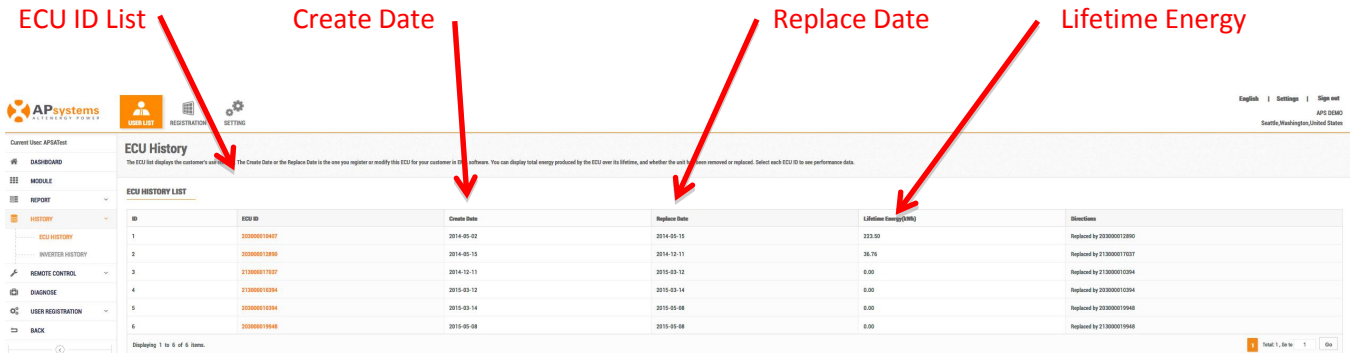 ECU ID List Create Date Replace Date Lifetime Energy
English | Settings | Sign out
APsystems
ALTENERGY POWER
USER LIST REGISTRATION SETTING
APS DEMO
Seattle,Washington,United States
Current User: APSATest
ECU History
DASHBOARD
The ECU list displays the customer's use The Create Date or the Replace Date is the one you register or modify this ECU for your customer in software. You can display total energy produced by the ECU over its lifetime, and whether the unit has been removed or replaced. Select each ECU ID to see performance data.
MODULE
REPORT
ECU HISTORY LIST
HISTORY
ECU HISTORY
INVERTER HISTORY
REMOTE CONTROL
DIAGNOSE
USER REGISTRATION
BACK
ID ECU ID Create Date Replace Date Lifetime Energy(kWh) Directions
1 203000010407 2014-05-02 2014-05-15 223.50 Replaced by 203000012890
2 203000012890 2014-05-15 2014-12-11 36.76 Replaced by 213000017037
3 213000017037 2014-12-11 2015-03-12 0.00 Replaced by 213000010394
4 213000010394 2015-03-12 2015-03-14 0.00 Replaced by 203000010394
5 203000010394 2015-03-14 2015-05-08 0.00 Replaced by 203000019948
6 203000019948 2015-05-08 2015-05-08 0.00 Replaced by 213000019948
Displaying 1 to 6 of 6 items.
1 Total: 1 , Go to 1 Go